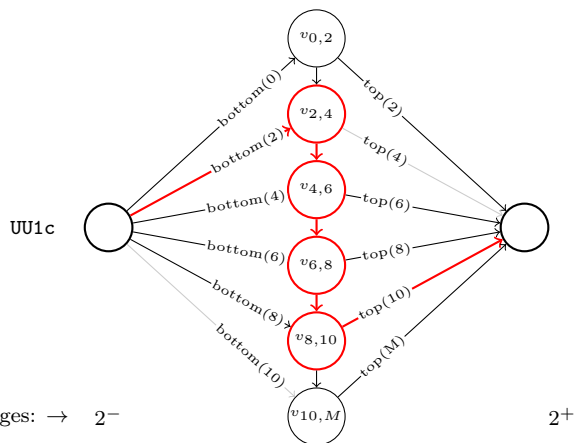 v0,2
bottom(0)
top(2)
v2,4
bottom(2)
top(4)
v4,6
bottom(4)
top(6)
UU1c
bottom(6)
top(8)
v6,8
bottom(8)
top(10)
v8,10
bottom(10)
top(M)
v10,M
ges: → 2⁻ 2⁺